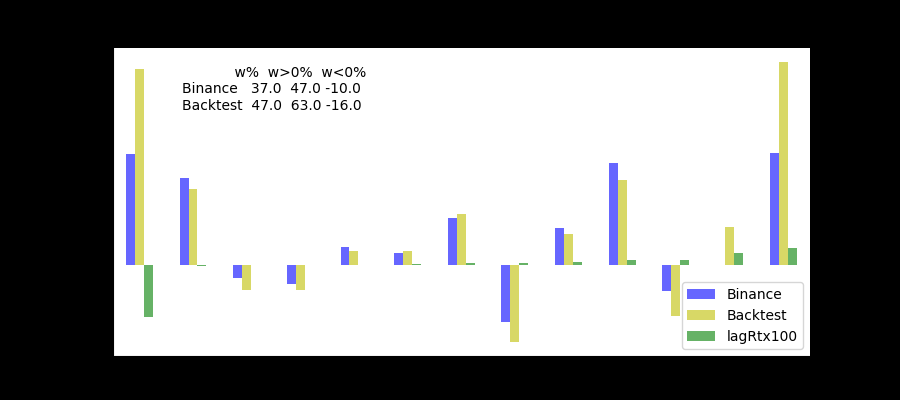 w% w>0% w<0%
Binance 37.0 47.0 -10.0
Backtest 47.0 63.0 -16.0
Binance
Backtest
lagRtx100